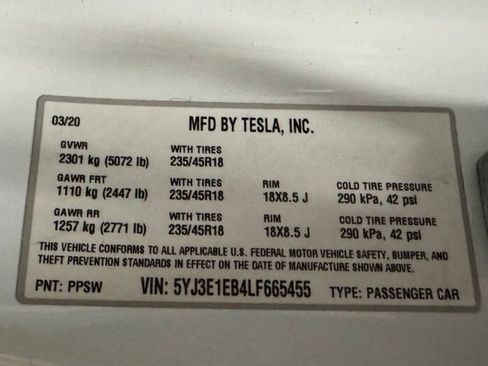 03/20 MFD BY TESLA, INC.
GVWR WITH TIRES
2301 kg (5072 lb) 235/45R18
GAWR FRT WITH TIRES RIM COLD TIRE PRESSURE
1110 kg (2447 lb) 235/45R18 18X8.5 J 290 kPa, 42 psi
GAWR RR WITH TIRES RIM COLD TIRE PRESSURE
1257 kg (2771 lb) 235/45R18 18X8.5 J 290 kPa, 42 psi
THIS VEHICLE CONFORMS TO ALL APPLICABLE U.S. FEDERAL MOTOR VEHICLE SAFETY, BUMPER, AND
THEFT PREVENTION STANDARDS IN EFFECT ON THE DATE OF MANUFACTURE SHOWN ABOVE.
PNT: PPSW VIN: 5YJ3E1EB4LF665455 TYPE: PASSENGER CAR